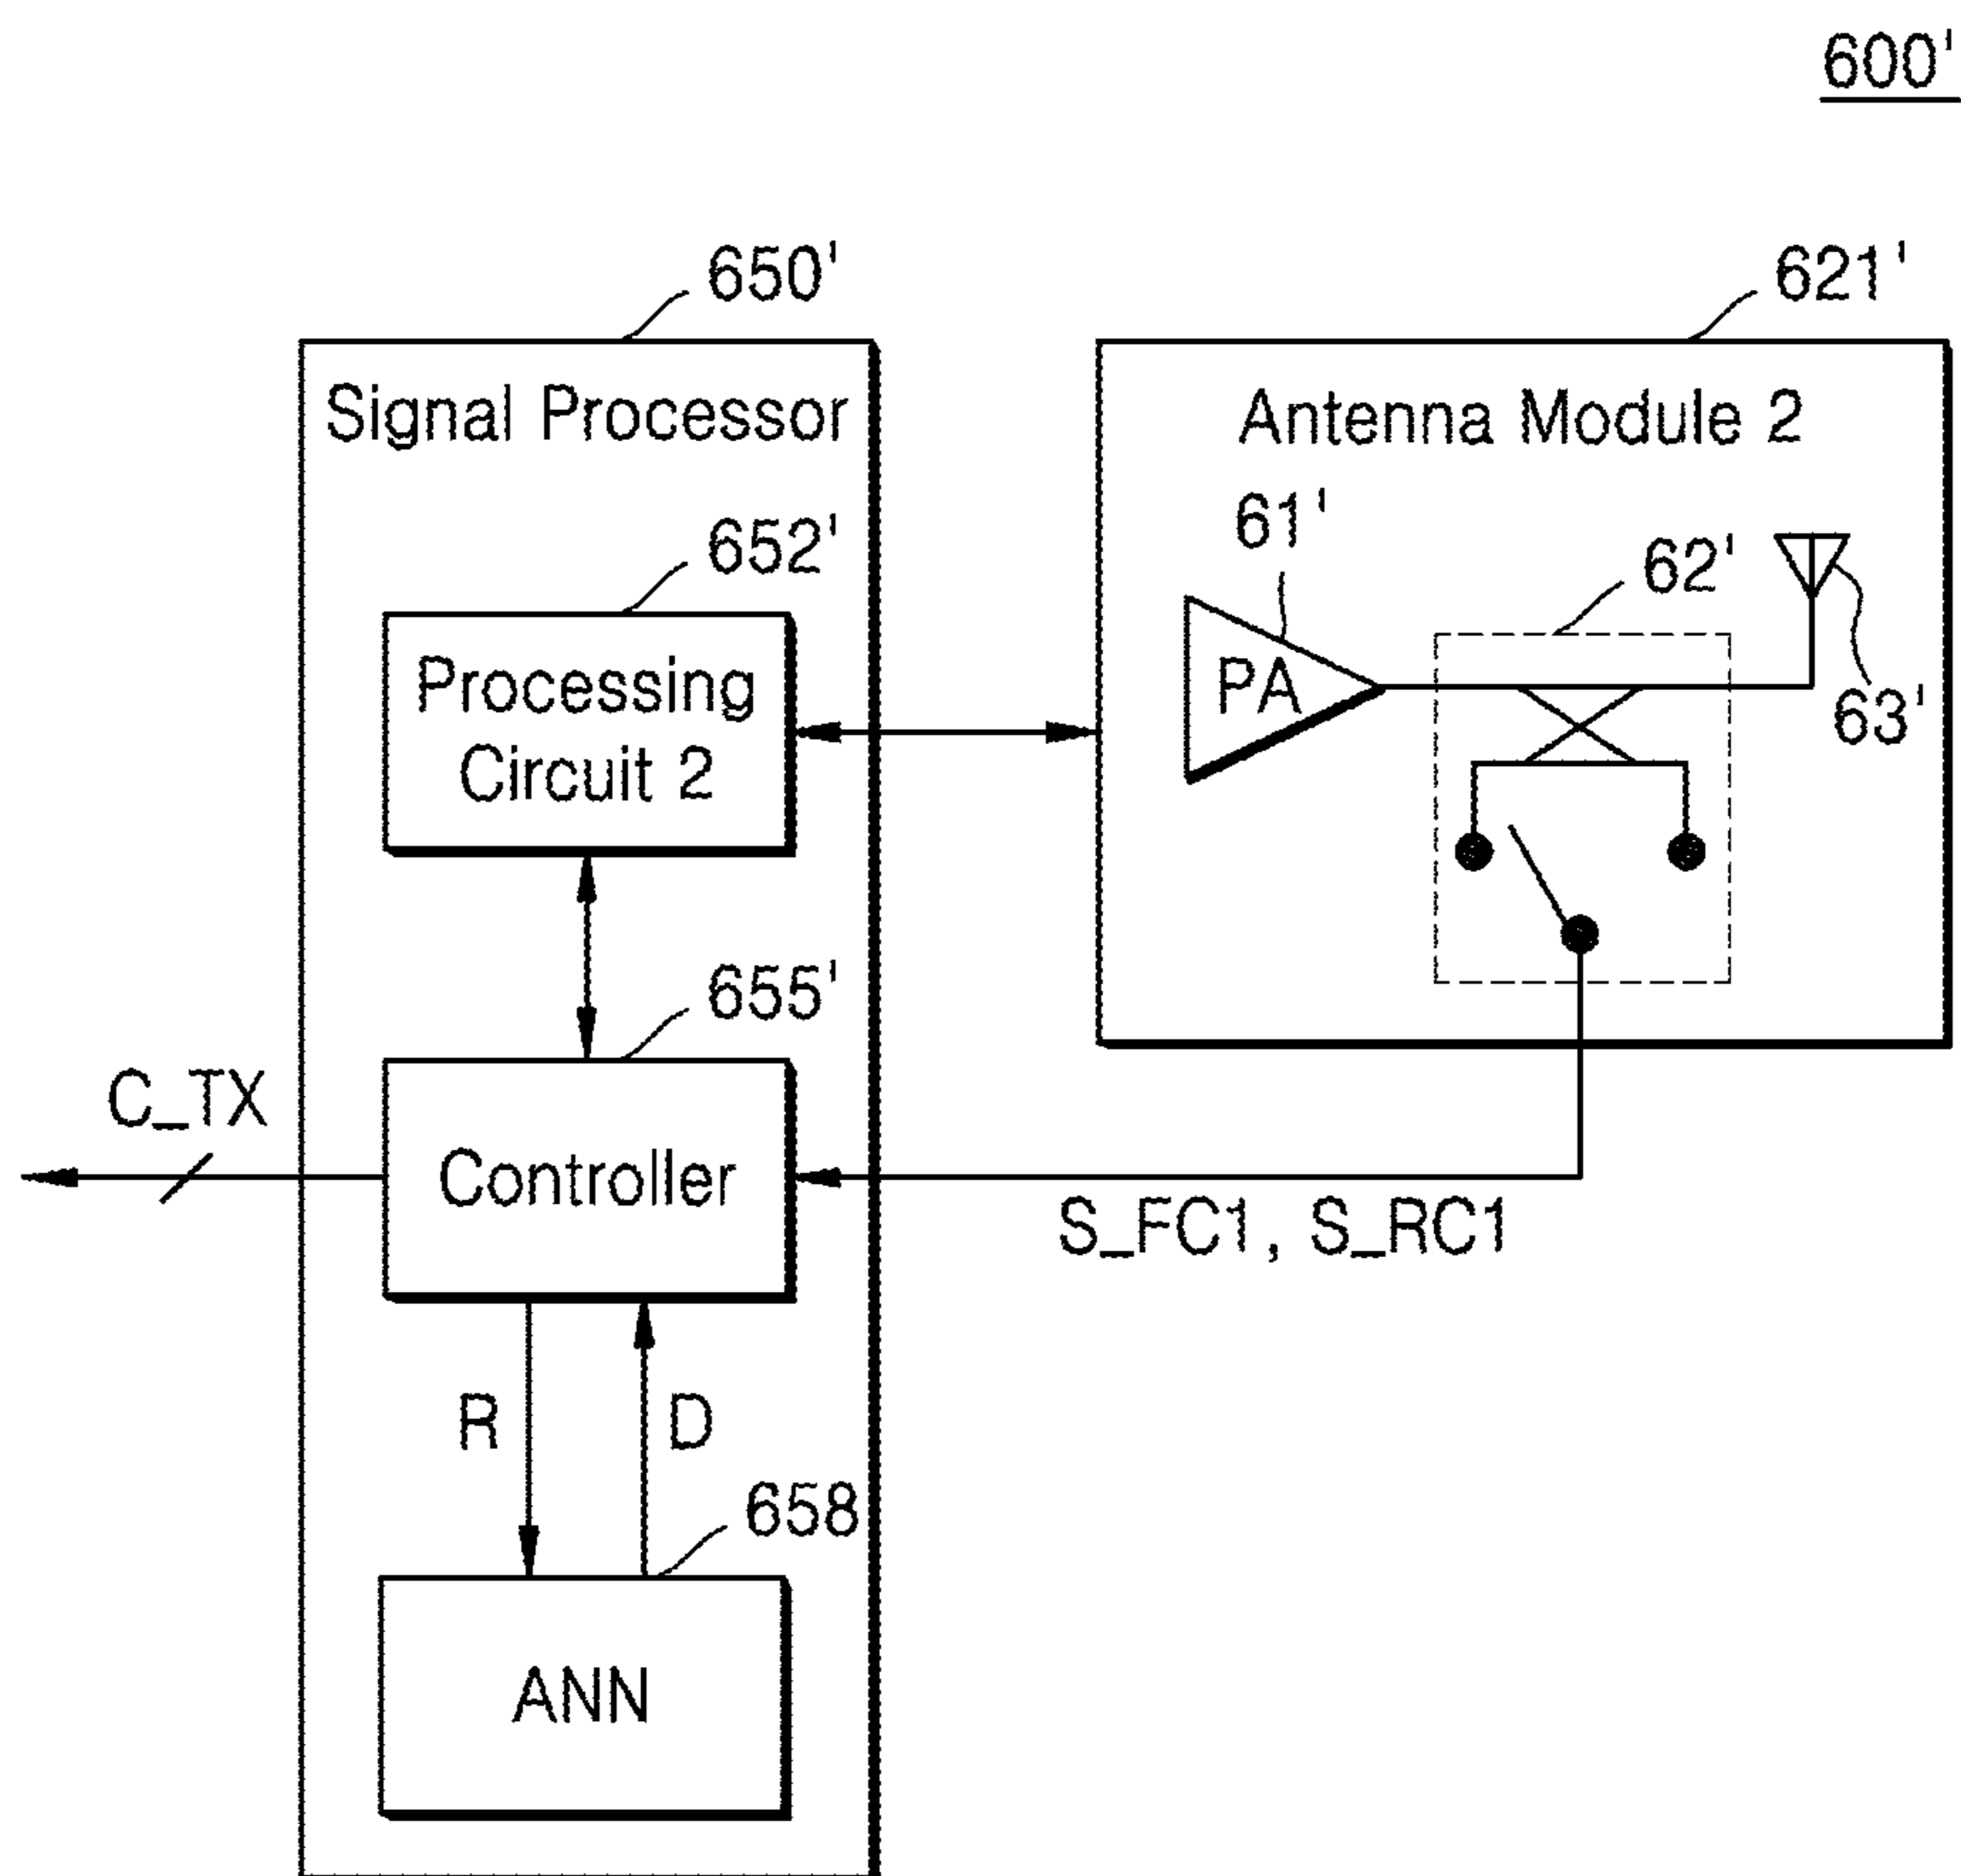 600'
650'
621'
Signal Processor
Antenna Module 2
61'
652'
62'
Processing
Circuit 2
PA
63'
655'
C_TX
Controller
S_FC1, S_RC1
R
D
658
ANN